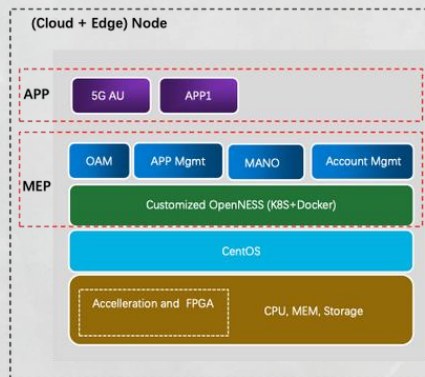 (Cloud + Edge) Node
APP
5G AU
APP1
MEP
OAM
APP Mgmt
MANO
Account Mgmt
Customized OpenNESS (K8S+Docker)
CentOS
Accelleration and FPGA
CPU, MEM, Storage